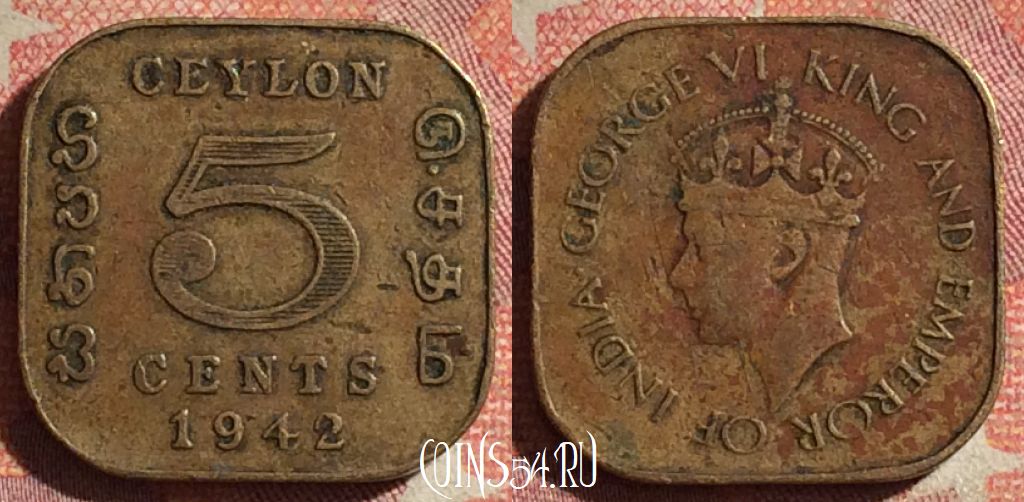 CEYLON
5
CENTS
1942
GEORGE VI KING AND EMPEROR OF INDIA
COINS54.RU